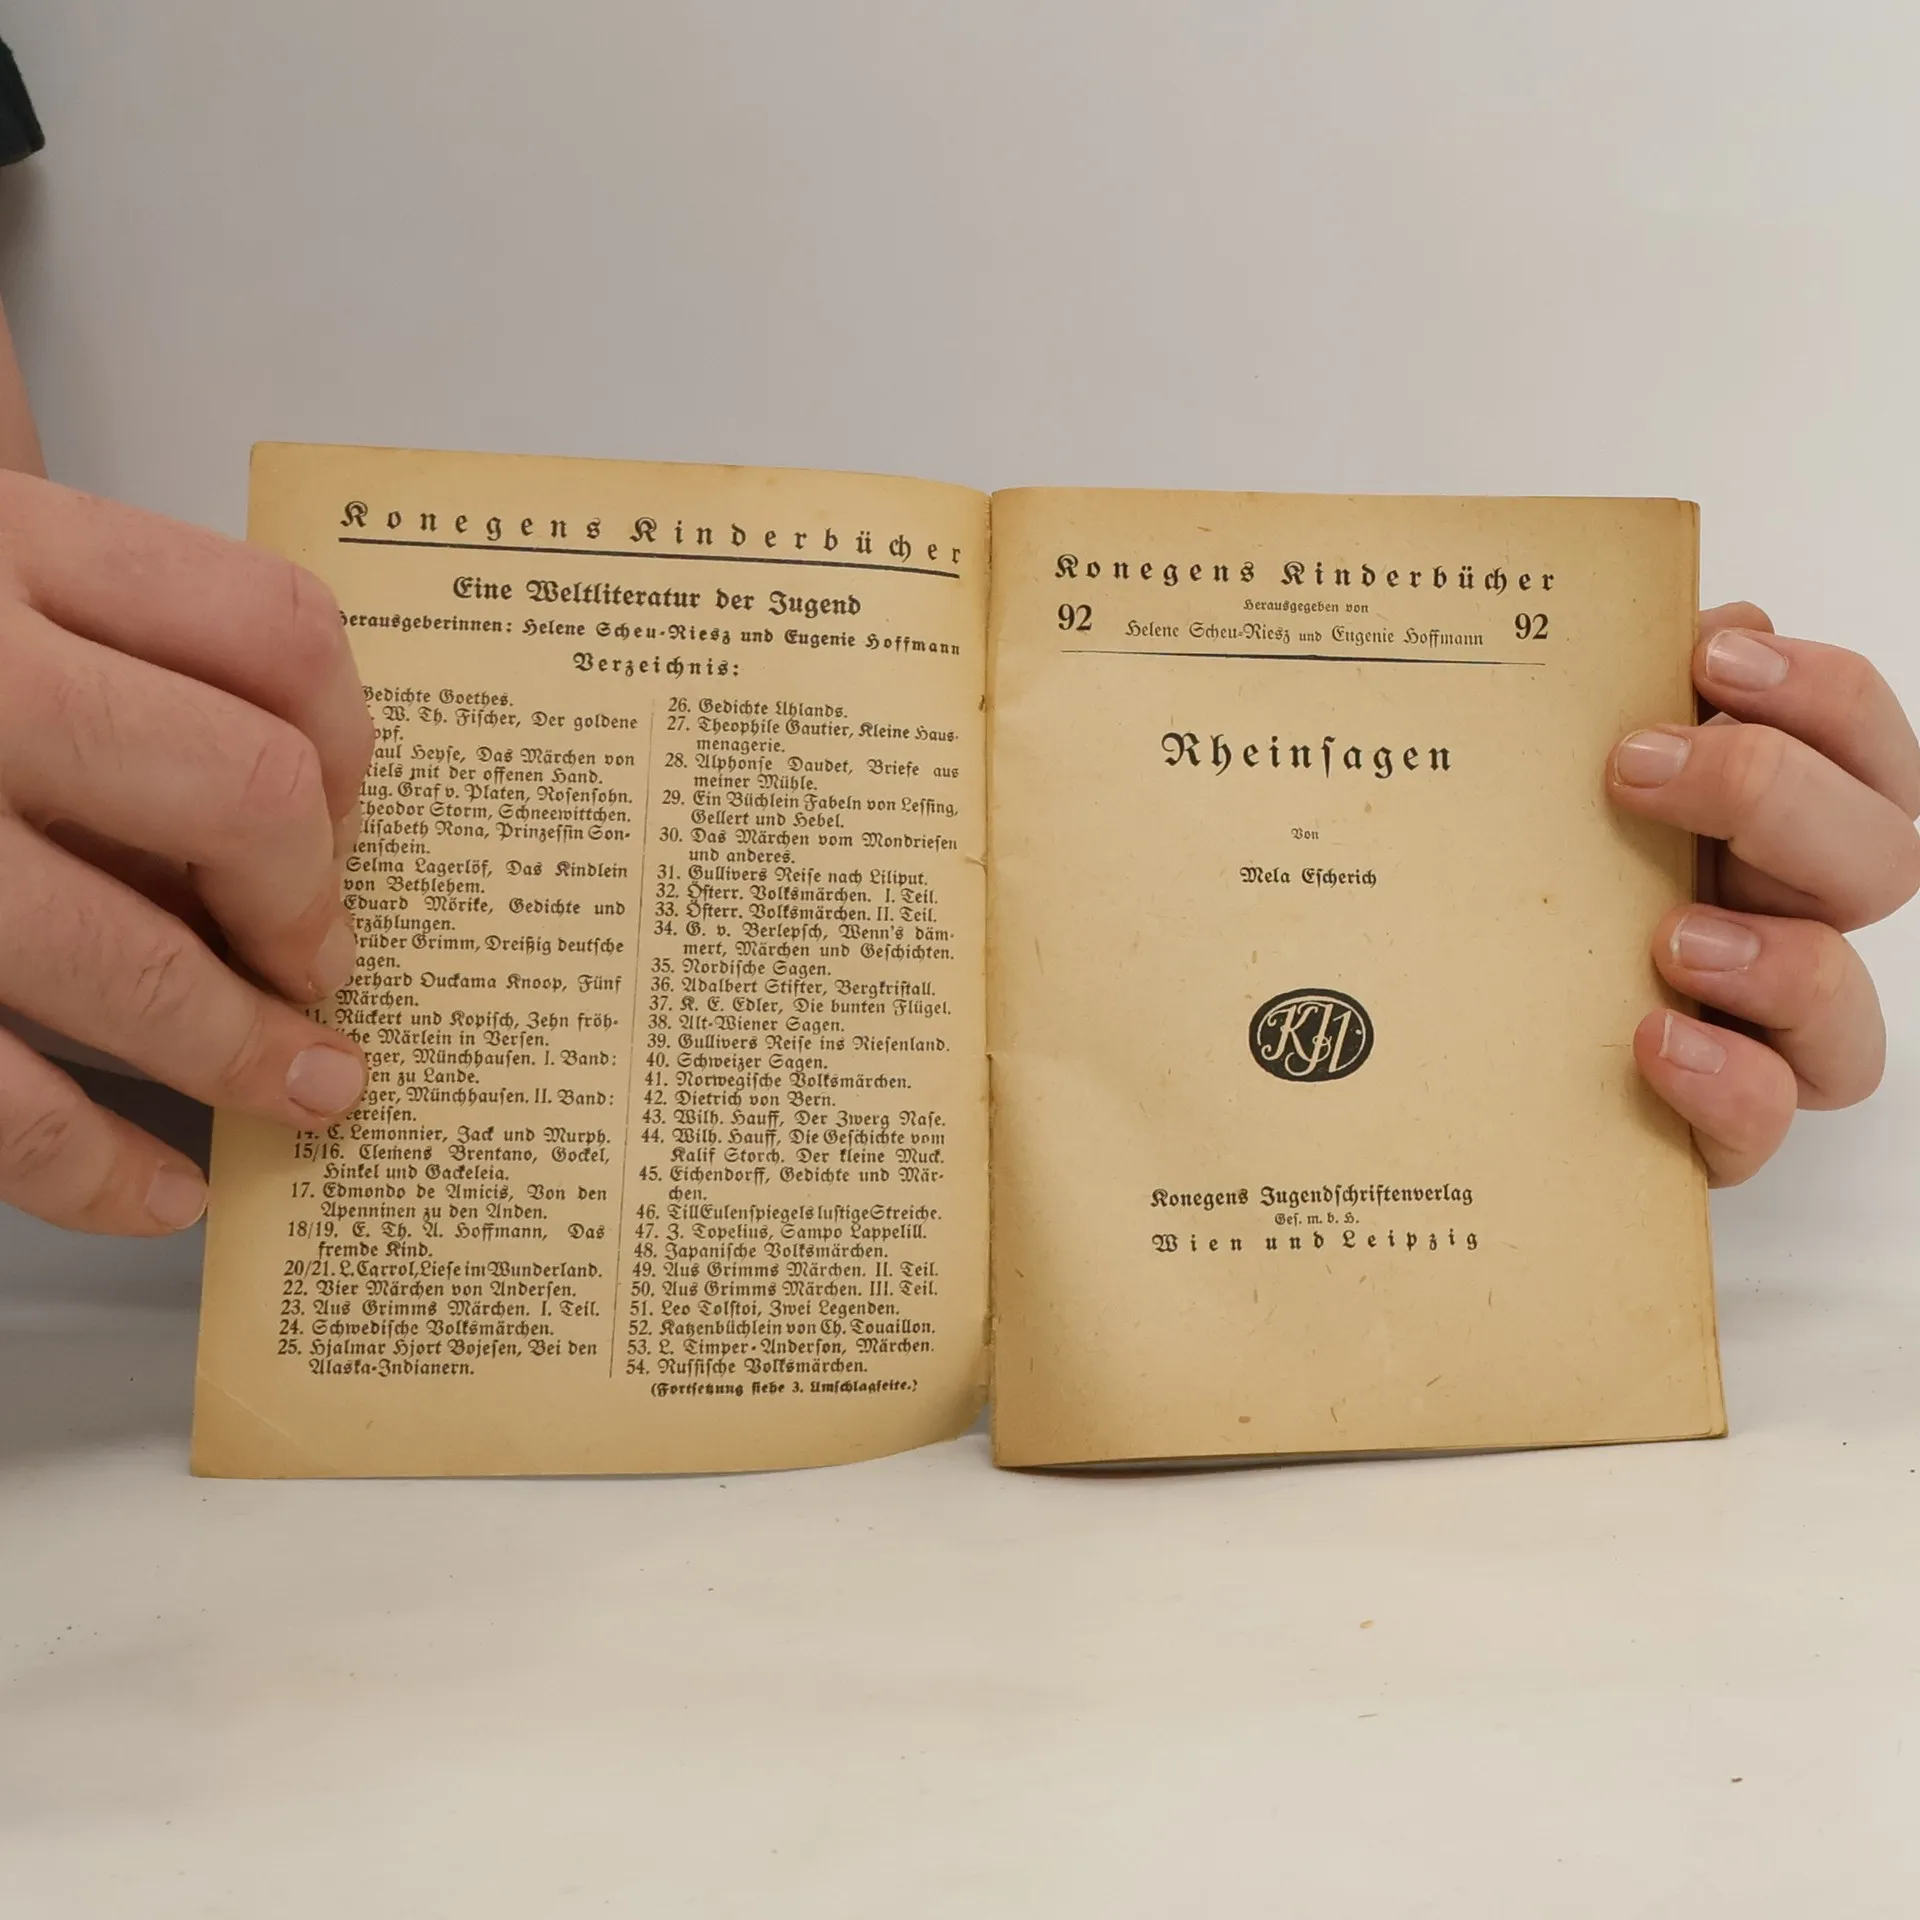 Konegens Kinderbücher
Eine Weltliteratur der Jugend
Herausgeberinnen: Helene Scheu-Riesz und Eugenie Hoffmann
Verzeichnis:
Gedichte Goethes.
W. Th. Fischer, Der goldene
opf.
aul Heyse, Das Märchen von
Niels mit der offenen Hand.
Aug. Graf v. Platen, Rosensohn.
Theodor Storm, Schneewittchen.
Elisabeth Rona, Prinzessin Son-
nenschein.
Selma Lagerlöf, Das Kindlein
von Bethlehem.
Eduard Mörike, Gedichte und
Erzählungen.
Brüder Grimm, Dreißig deutsche
agen.
berhard Ouckama Knoop, Fünf
Märchen.
11. Rückert und Kopisch, Zehn fröh-
liche Märlein in Versen.
rger, Münchhausen. I. Band:
sen zu Lande.
rger, Münchhausen. II. Band:
eereisen.
14. C. Lemonnier, Jack und Murph.
15/16. Clemens Brentano, Gockel,
Hinkel und Gackeleia.
17. Edmondo de Amicis, Von den
Apenninen zu den Anden.
18/19. E. Th. A. Hoffmann, Das
fremde Kind.
20/21. L. Carrol, Liese im Wunderland.
22. Vier Märchen von Andersen.
23. Aus Grimms Märchen. I. Teil.
24. Schwedische Volksmärchen.
25. Hjalmar Hjort Bojesen, Bei den
Alaska-Indianern.
26. Gedichte Uhlands.
27. Theophile Gautier, Kleine Haus-
menagerie.
28. Alphonse Daudet, Briefe aus
meiner Mühle.
29. Ein Büchlein Fabeln von Lessing,
Gellert und Hebel.
30. Das Märchen vom Mondriesen
und anderes.
31. Gullivers Reise nach Liliput.
32. Österr. Volksmärchen. I. Teil.
33. Österr. Volksmärchen. II. Teil.
34. G. v. Berlepsch, Wenn's däm-
mert, Märchen und Geschichten.
35. Nordische Sagen.
36. Adalbert Stifter, Bergkristall.
37. K. E. Edler, Die bunten Flügel.
38. Alt-Wiener Sagen.
39. Gullivers Reise ins Riesenland.
40. Schweizer Sagen.
41. Norwegische Volksmärchen.
42. Dietrich von Bern.
43. Wilh. Hauff, Der Zwerg Nase.
44. Wilh. Hauff, Die Geschichte vom
Kalif Storch. Der kleine Muck.
45. Eichendorff, Gedichte und Mär-
chen.
46. Till Eulenspiegels lustige Streiche.
47. Z. Topelius, Sampo Lappelill.
48. Japanische Volksmärchen.
49. Aus Grimms Märchen. II. Teil.
50. Aus Grimms Märchen. III. Teil.
51. Leo Tolstoi, Zwei Legenden.
52. Katzenbüchlein von Ch. Touaillon.
53. L. Timper-Anderson, Märchen.
54. Russische Volksmärchen.
(Fortsetzung siehe 3. Umschlagseite.)
Konegens Kinderbücher
Herausgegeben von
92 Helene Scheu-Riesz und Eugenie Hoffmann 92
Rheinsagen
Von
Mela Escherich
KJV
Konegens Jugendschriftenverlag
Ges. m. b. H.
Wien und Leipzig